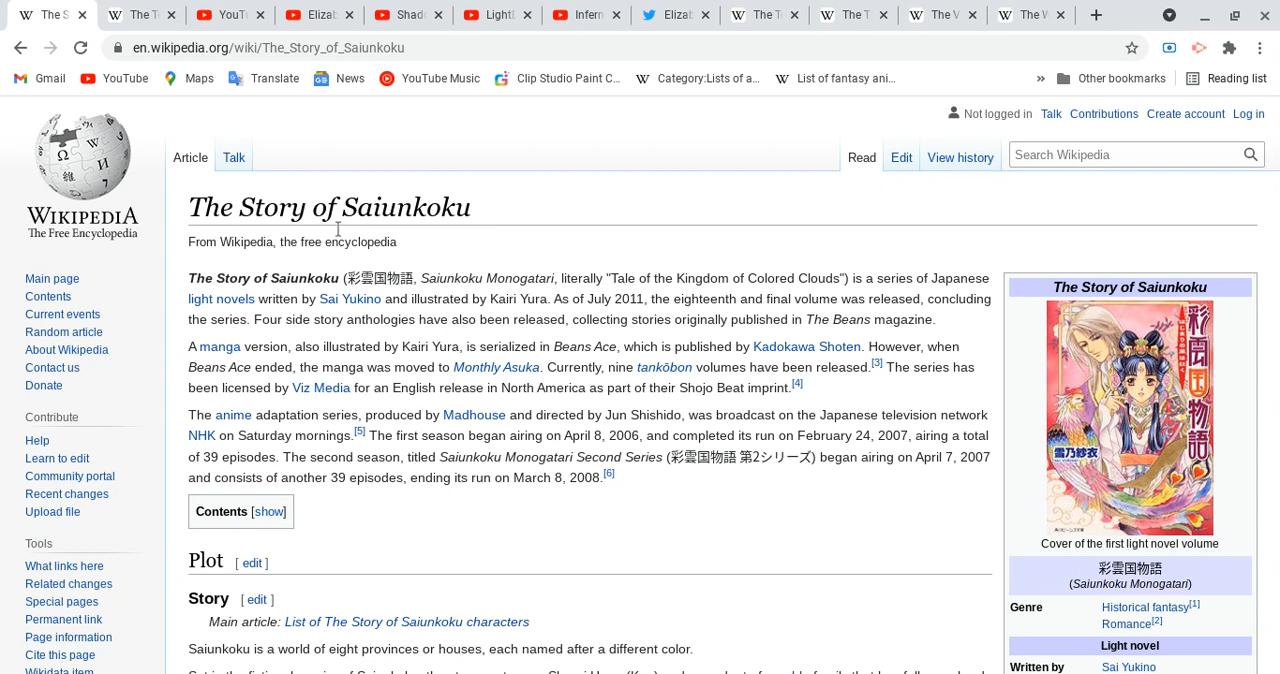 The S
The T
YouT
Eliza
Shad
Light
Infern
Elizab
The T
The T
The V
The W
en.wikipedia.org/wiki/The_Story_of_Saiunkoku
Gmail YouTube Maps Translate News YouTube Music Clip Studio Paint C... Category:Lists of a... List of fantasy ani... » Other bookmarks Reading list
Not logged in Talk Contributions Create account Log in
Article Talk Read Edit View history Search Wikipedia
WIKIPEDIA
The Free Encyclopedia
Main page
Contents
Current events
Random article
About Wikipedia
Contact us
Donate
Contribute
Help
Learn to edit
Community portal
Recent changes
Upload file
Tools
What links here
Related changes
Special pages
Permanent link
Page information
Cite this page
Wikidata item
The Story of Saiunkoku
From Wikipedia, the free encyclopedia
The Story of Saiunkoku (彩雲国物語, Saiunkoku Monogatari, literally "Tale of the Kingdom of Colored Clouds") is a series of Japanese
light novels written by Sai Yukino and illustrated by Kairi Yura. As of July 2011, the eighteenth and final volume was released, concluding
the series. Four side story anthologies have also been released, collecting stories originally published in The Beans magazine.
A manga version, also illustrated by Kairi Yura, is serialized in Beans Ace, which is published by Kadokawa Shoten. However, when
Beans Ace ended, the manga was moved to Monthly Asuka. Currently, nine tankōbon volumes have been released.[3] The series has
been licensed by Viz Media for an English release in North America as part of their Shojo Beat imprint.[4]
The anime adaptation series, produced by Madhouse and directed by Jun Shishido, was broadcast on the Japanese television network
NHK on Saturday mornings.[5] The first season began airing on April 8, 2006, and completed its run on February 24, 2007, airing a total
of 39 episodes. The second season, titled Saiunkoku Monogatari Second Series (彩雲国物語 第2シリーズ) began airing on April 7, 2007
and consists of another 39 episodes, ending its run on March 8, 2008.[6]
Contents [show]
Plot [ edit ]
Story [ edit ]
Main article: List of The Story of Saiunkoku characters
Saiunkoku is a world of eight provinces or houses, each named after a different color.
The Story of Saiunkoku
彩雲国物語
雪乃紗衣
Cover of the first light novel volume
彩雲国物語
(Saiunkoku Monogatari)
Genre Historical fantasy[1]
Romance[2]
Light novel
Written by Sai Yukino